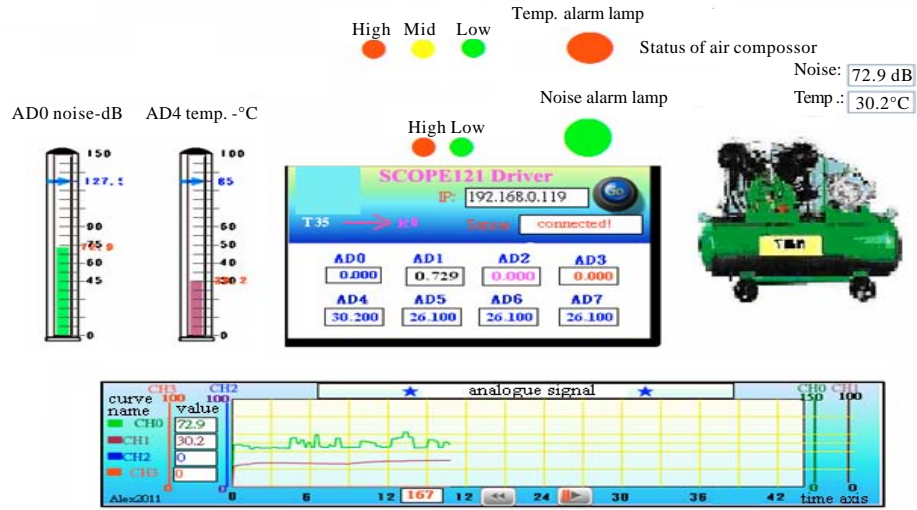 Temp. alarm lamp
High Mid Low
Status of air compossor
Noise: 72.9 dB
Temp.: 30.2°C
Noise alarm lamp
High Low
AD0 noise-dB
AD4 temp. -°C
150
127.5
90
75
60
45
0
100
85
60
50
40
0
SCOPE121 Driver
IP: 192.168.0.119
GO
T35
connected!
AD0 AD1 AD2 AD3
0.000 0.729 0.000 0.000
AD4 AD5 AD6 AD7
30.200 26.100 26.100 26.100
analogue signal
CH3 CH2
100 100
CH0 CH1
150 100
curve name value
CH0 72.9
CH1 30.2
CH2 0
CH3 0
0 0
0 0
Alex2011
0 6 12 167 12 24 30 36 42 time axis